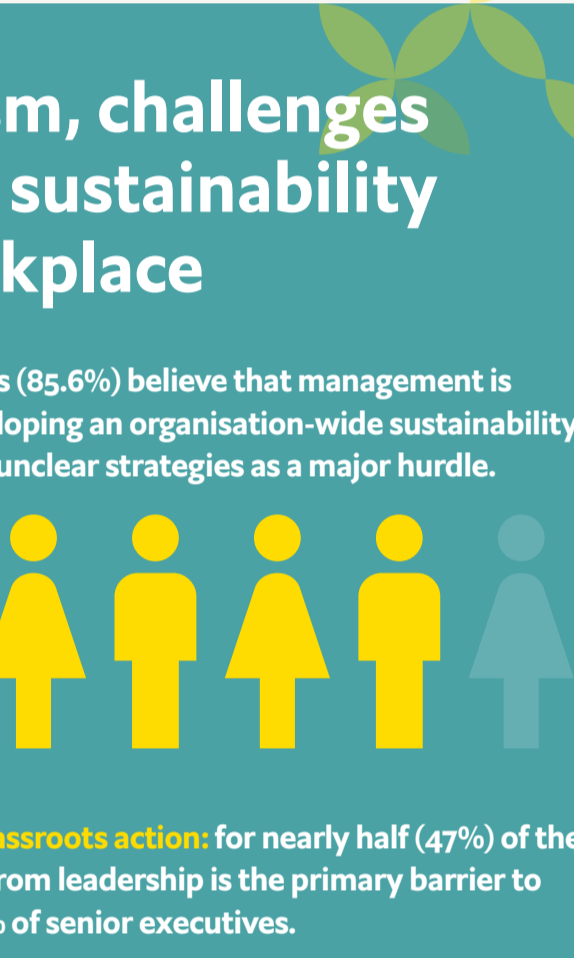 sm, challenges
sustainability
kplace
s (85.6%) believe that management is
loping an organisation-wide sustainability
unclear strategies as a major hurdle.
assroots action: for nearly half (47%) of the
rom leadership is the primary barrier to
of senior executives.